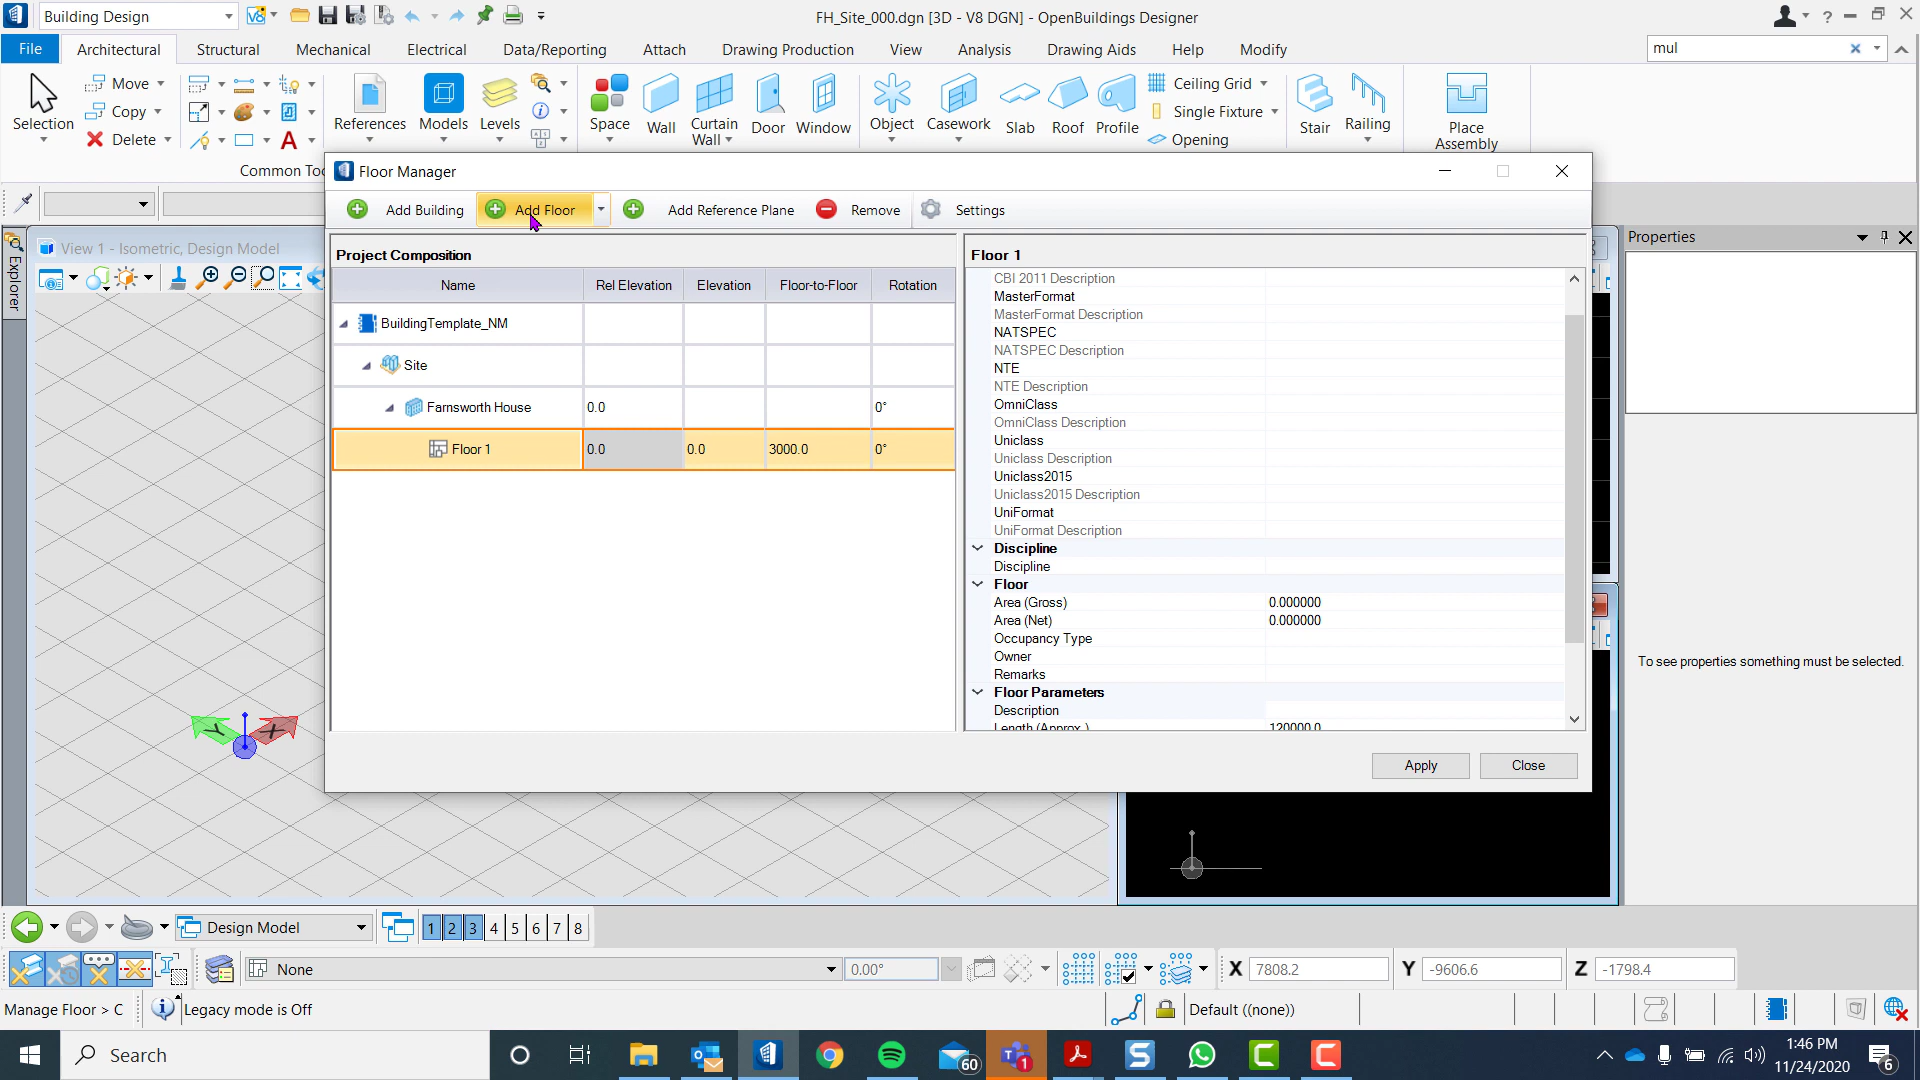 Building Design
FH_Site_000.dgn [3D - V8 DGN] - OpenBuildings Designer
File
Architectural
Structural
Mechanical
Electrical
Data/Reporting
Attach
Drawing Production
View
Analysis
Drawing Aids
Help
Modify
mul
Selection
Move
Copy
Delete
References
Models
Levels
Space
Wall
Curtain Wall
Door
Window
Object
Casework
Slab
Roof
Profile
Ceiling Grid
Single Fixture
Opening
Stair
Railing
Place Assembly
Common Too
Floor Manager
Add Building
Add Floor
Add Reference Plane
Remove
Settings
Explorer
View 1 - Isometric, Design Model
Project Composition
Name
Rel Elevation
Elevation
Floor-to-Floor
Rotation
BuildingTemplate_NM
Site
Farnsworth House
0.0
0°
Floor 1
0.0
0.0
3000.0
0°
Floor 1
CBI 2011 Description
MasterFormat
MasterFormat Description
NATSPEC
NATSPEC Description
NTE
NTE Description
OmniClass
OmniClass Description
Uniclass
Uniclass Description
Uniclass2015
Uniclass2015 Description
UniFormat
UniFormat Description
Discipline
Discipline
Floor
Area (Gross) 0.000000
Area (Net) 0.000000
Occupancy Type
Owner
Remarks
Floor Parameters
Description
Length (Approx.) 120000.0
Apply
Close
Properties
To see properties something must be selected.
Y
X
Design Model
1 2 3 4 5 6 7 8
None
0.00°
X 7808.2
Y -9606.6
Z -1798.4
Manage Floor > C
Legacy mode is Off
Default ((none))
Search
60
1
1:46 PM
11/24/2020
6